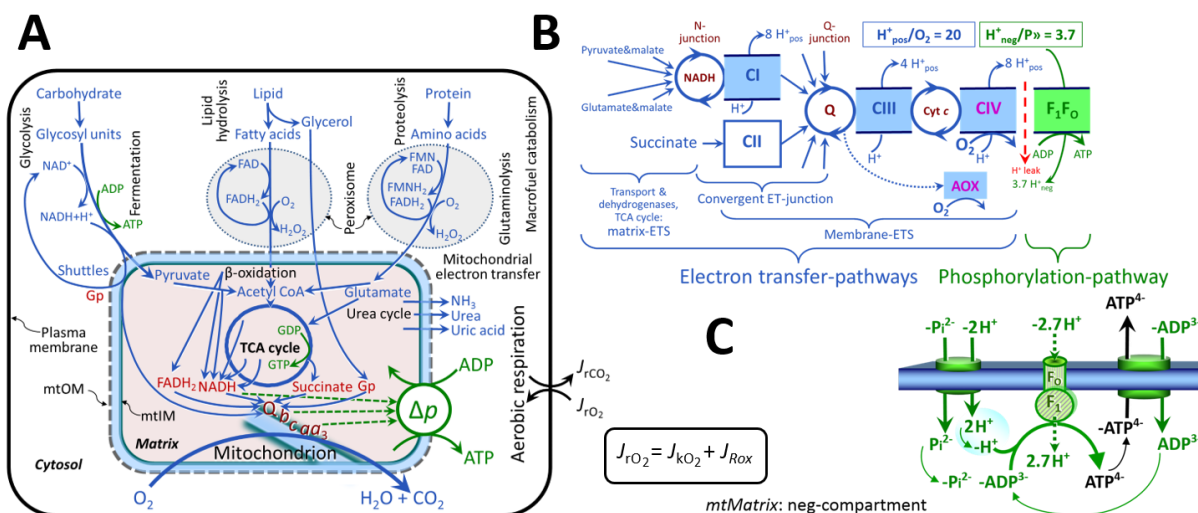 A
Carbohydrate
Glycolysis
Glycosyl units
NAD⁺
Fermentation
ADP
ATP
NADH+H⁺
Shuttles
Gp
Pyruvate
Lipid
Lipid hydrolysis
Glycerol
Fatty acids
FAD
FADH₂
O₂
H₂O₂
Peroxisome
Protein
Proteolysis
Amino acids
FMN
FAD
FMNH₂
FADH₂
O₂
H₂O₂
Glutaminolysis
Macrofuel catabolism
Mitochondrial
electron transfer
β-oxidation
Acetyl CoA
Glutamate
NH₃
Urea cycle
Urea
Uric acid
GDP
TCA cycle
GTP
FADH₂
NADH
Succinate
Gp
Q b c aa₃
Δp
ADP
ATP
Plasma
membrane
mtOM
mtIM
Matrix
Mitochondrion
Cytosol
O₂
H₂O + CO₂
Aerobic respiration
JrCO₂
JrO₂
JrO₂ = JkO₂ + JRox
B
N-
junction
8 H⁺pos
Q-
junction
H⁺pos/O₂ = 20
H⁺neg/P» = 3.7
Pyruvate&malate
NADH
CI
4 H⁺pos
8 H⁺pos
Glutamate&malate
H⁺
Q
CIII
Cyt c
CIV
F₁FO
Succinate
CII
H⁺
O₂
H⁺
ADP
ATP
H⁺ leak
3.7 H⁺neg
AOX
O₂
Transport &
dehydrogenases,
TCA cycle:
matrix-ETS
Convergent ET-junction
Membrane-ETS
Electron transfer-pathways
Phosphorylation-pathway
C
ATP⁴⁻
-Pi²⁻
-2H⁺
-2.7H⁺
-ADP³⁻
FO
F₁
2H⁺
-H⁺
-ATP⁴⁻
Pi²⁻
2.7H⁺
ADP³⁻
-Pi²⁻
-ADP³⁻
ATP⁴⁻
mtMatrix: neg-compartment